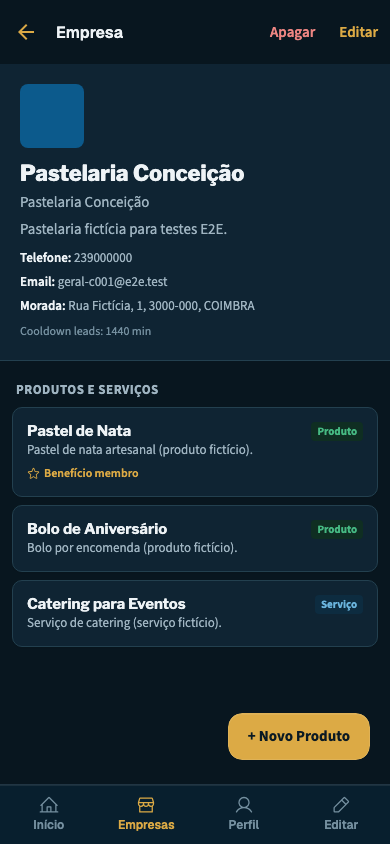 Empresa
Apagar
Editar
Pastelaria Conceição
Pastelaria Conceição
Pastelaria fictícia para testes E2E.
Telefone: 239000000
Email: geral-c001@e2e.test
Morada: Rua Fictícia, 1, 3000-000, COIMBRA
Cooldown leads: 1440 min
PRODUTOS E SERVIÇOS
Pastel de Nata
Produto
Pastel de nata artesanal (produto fictício).
Benefício membro
Bolo de Aniversário
Produto
Bolo por encomenda (produto fictício).
Catering para Eventos
Serviço
Serviço de catering (serviço fictício).
+ Novo Produto
Início
Empresas
Perfil
Editar